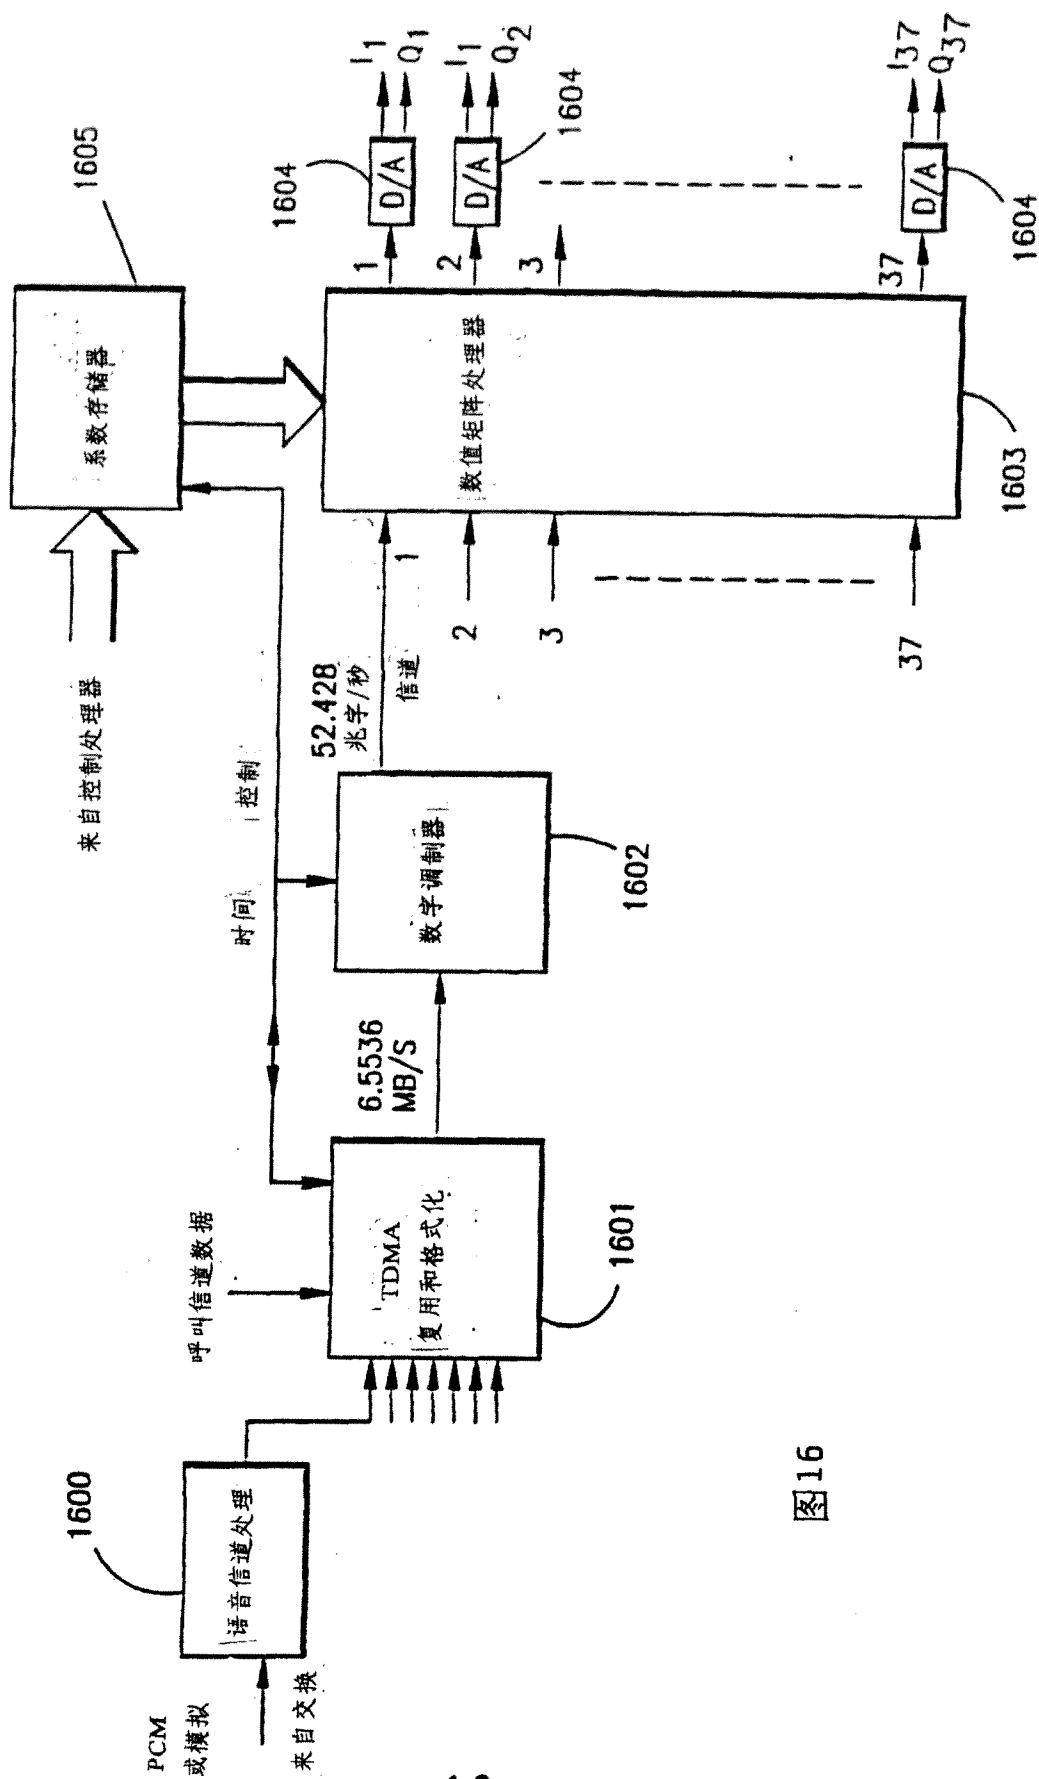 PCM
或模拟
来自交换
1600
语音信道处理
呼叫信道数据
TDMA
复用和格式化
1601
6.5536
MB/S
时间
控制
数字调制器
1602
52.428
兆字/秒
信道
来自控制处理器
系数存储器
1605
1
2
3
37
数值矩阵处理器
1603
1
2
3
37
D/A
1604
I1
Q1
D/A
1604
I1
Q2
D/A
1604
I37
Q37
图16